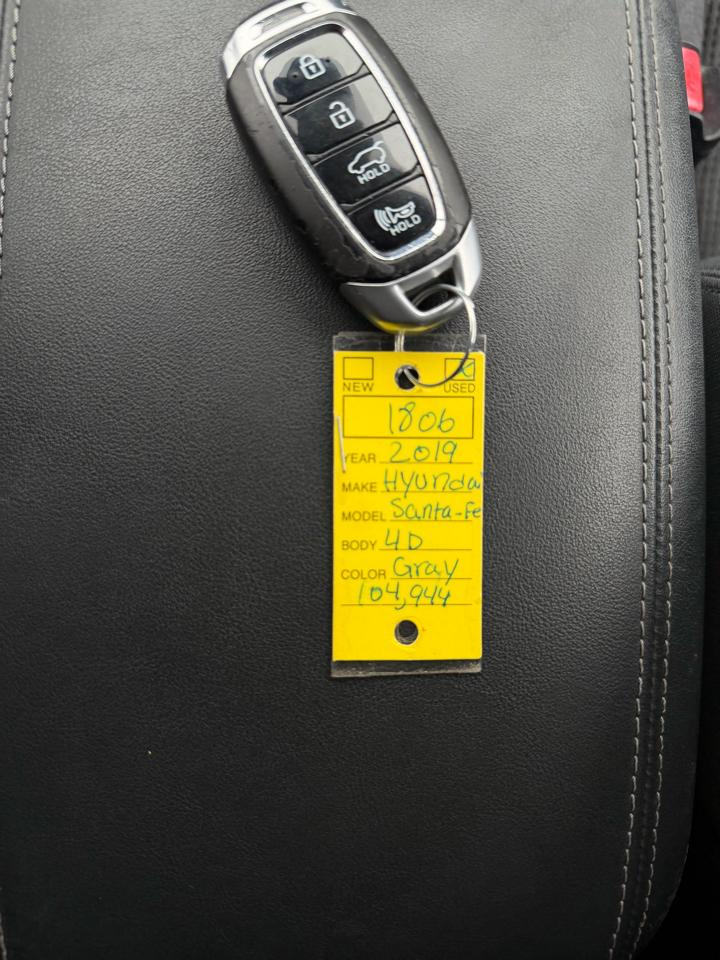 HOLD
HOLD
NEW USED
1806
YEAR 2019
MAKE Hyundai
MODEL Santa-Fe
BODY 4D
COLOR Gray
104,944